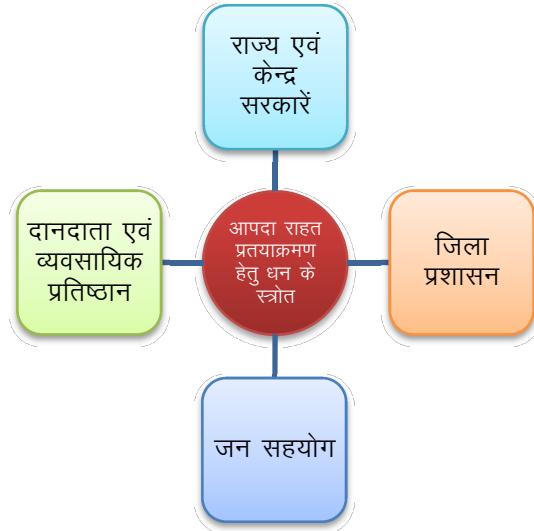 राज्य एवं
केन्द्र
सरकारें
दानदाता एवं
व्यवसायिक
प्रतिष्ठान
आपदा राहत
प्रतयाक्रमण
हेतु धन के
स्त्रोत
जिला
प्रशासन
जन सहयोग